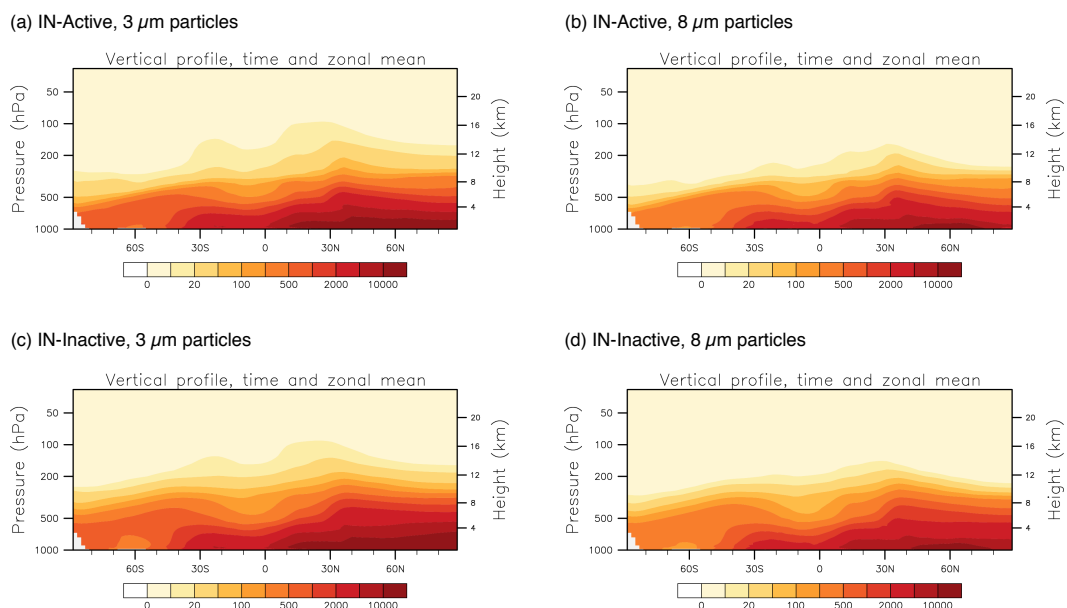 (a) IN-Active, 3 µm particles
Vertical profile, time and zonal mean
Pressure (hPa)
50
100
200
500
1000
20
16
12
8
4
Height (km)
60S 30S 0 30N 60N
0 20 100 500 2000 10000
(b) IN-Active, 8 µm particles
Vertical profile, time and zonal mean
Pressure (hPa)
50
100
200
500
1000
20
16
12
8
4
Height (km)
60S 30S 0 30N 60N
0 20 100 500 2000 10000
(c) IN-Inactive, 3 µm particles
Vertical profile, time and zonal mean
Pressure (hPa)
50
100
200
500
1000
20
16
12
8
4
Height (km)
60S 30S 0 30N 60N
0 20 100 500 2000 10000
(d) IN-Inactive, 8 µm particles
Vertical profile, time and zonal mean
Pressure (hPa)
50
100
200
500
1000
20
16
12
8
4
Height (km)
60S 30S 0 30N 60N
0 20 100 500 2000 10000